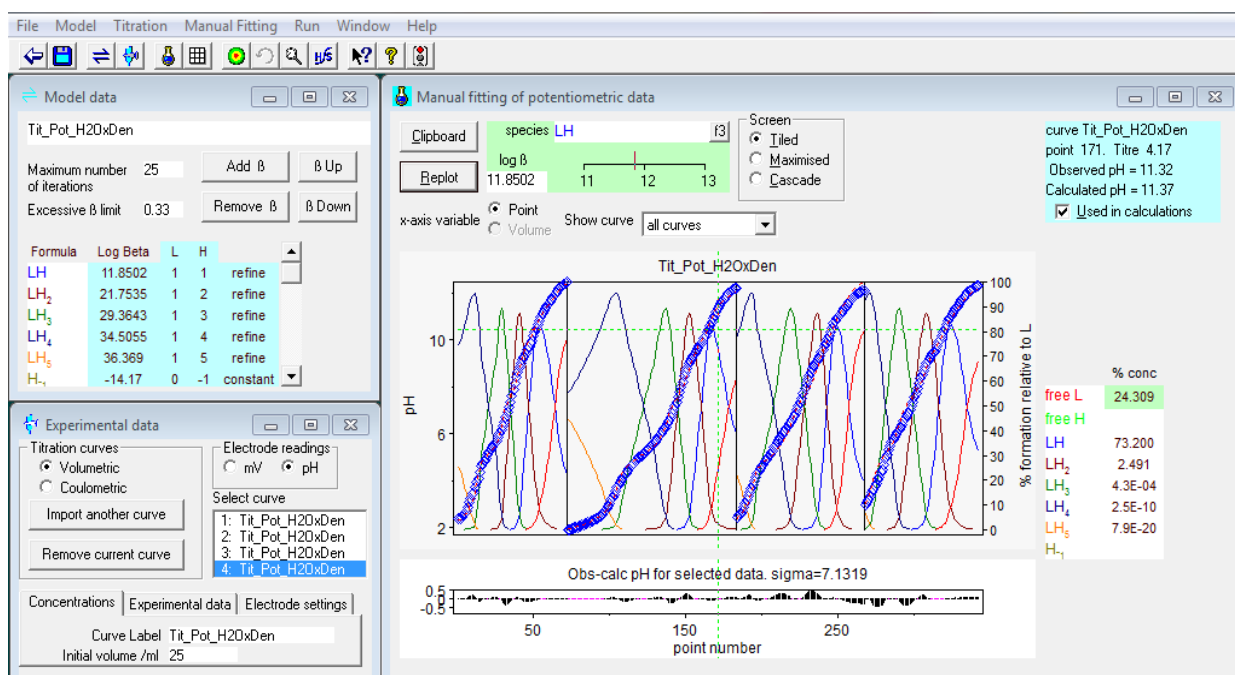 File Model Titration Manual Fitting Run Window Help
H/S ? ?
Model data
Tit_Pot_H2OxDen
Maximum number of iterations 25
Add ß
ß Up
Excessive ß limit 0.33
Remove ß
ß Down
Formula Log Beta L H
LH 11.8502 1 1 refine
LH2 21.7535 1 2 refine
LH3 29.3643 1 3 refine
LH4 34.5055 1 4 refine
LH5 36.369 1 5 refine
H-1 -14.17 0 -1 constant
Experimental data
Titration curves
Volumetric
Coulometric
Electrode readings
mV pH
Import another curve
Remove current curve
Select curve
1: Tit_Pot_H2OxDen
2: Tit_Pot_H2OxDen
3: Tit_Pot_H2OxDen
4: Tit_Pot_H2OxDen
Concentrations Experimental data Electrode settings
Curve Label Tit_Pot_H2OxDen
Initial volume /ml 25
Manual fitting of potentiometric data
Clipboard
Replot
species LH f3
log ß
11.8502
11 12 13
Screen
Tiled
Maximised
Cascade
x-axis variable
Point
Volume
Show curve all curves
curve Tit_Pot_H2OxDen
point 171. Titre 4.17
Observed pH = 11.32
Calculated pH = 11.37
Used in calculations
Tit_Pot_H2OxDen
pH
10
6
2
100
90
80
70
60
50
40
30
20
10
0
% formation relative to L
Obs-calc pH for selected data. sigma=7.1319
0.5
0
-0.5
50 150 250
point number
% conc
free L 24.309
free H
LH 73.200
LH2 2.491
LH3 4.3E-04
LH4 2.5E-10
LH5 7.9E-20
H-1